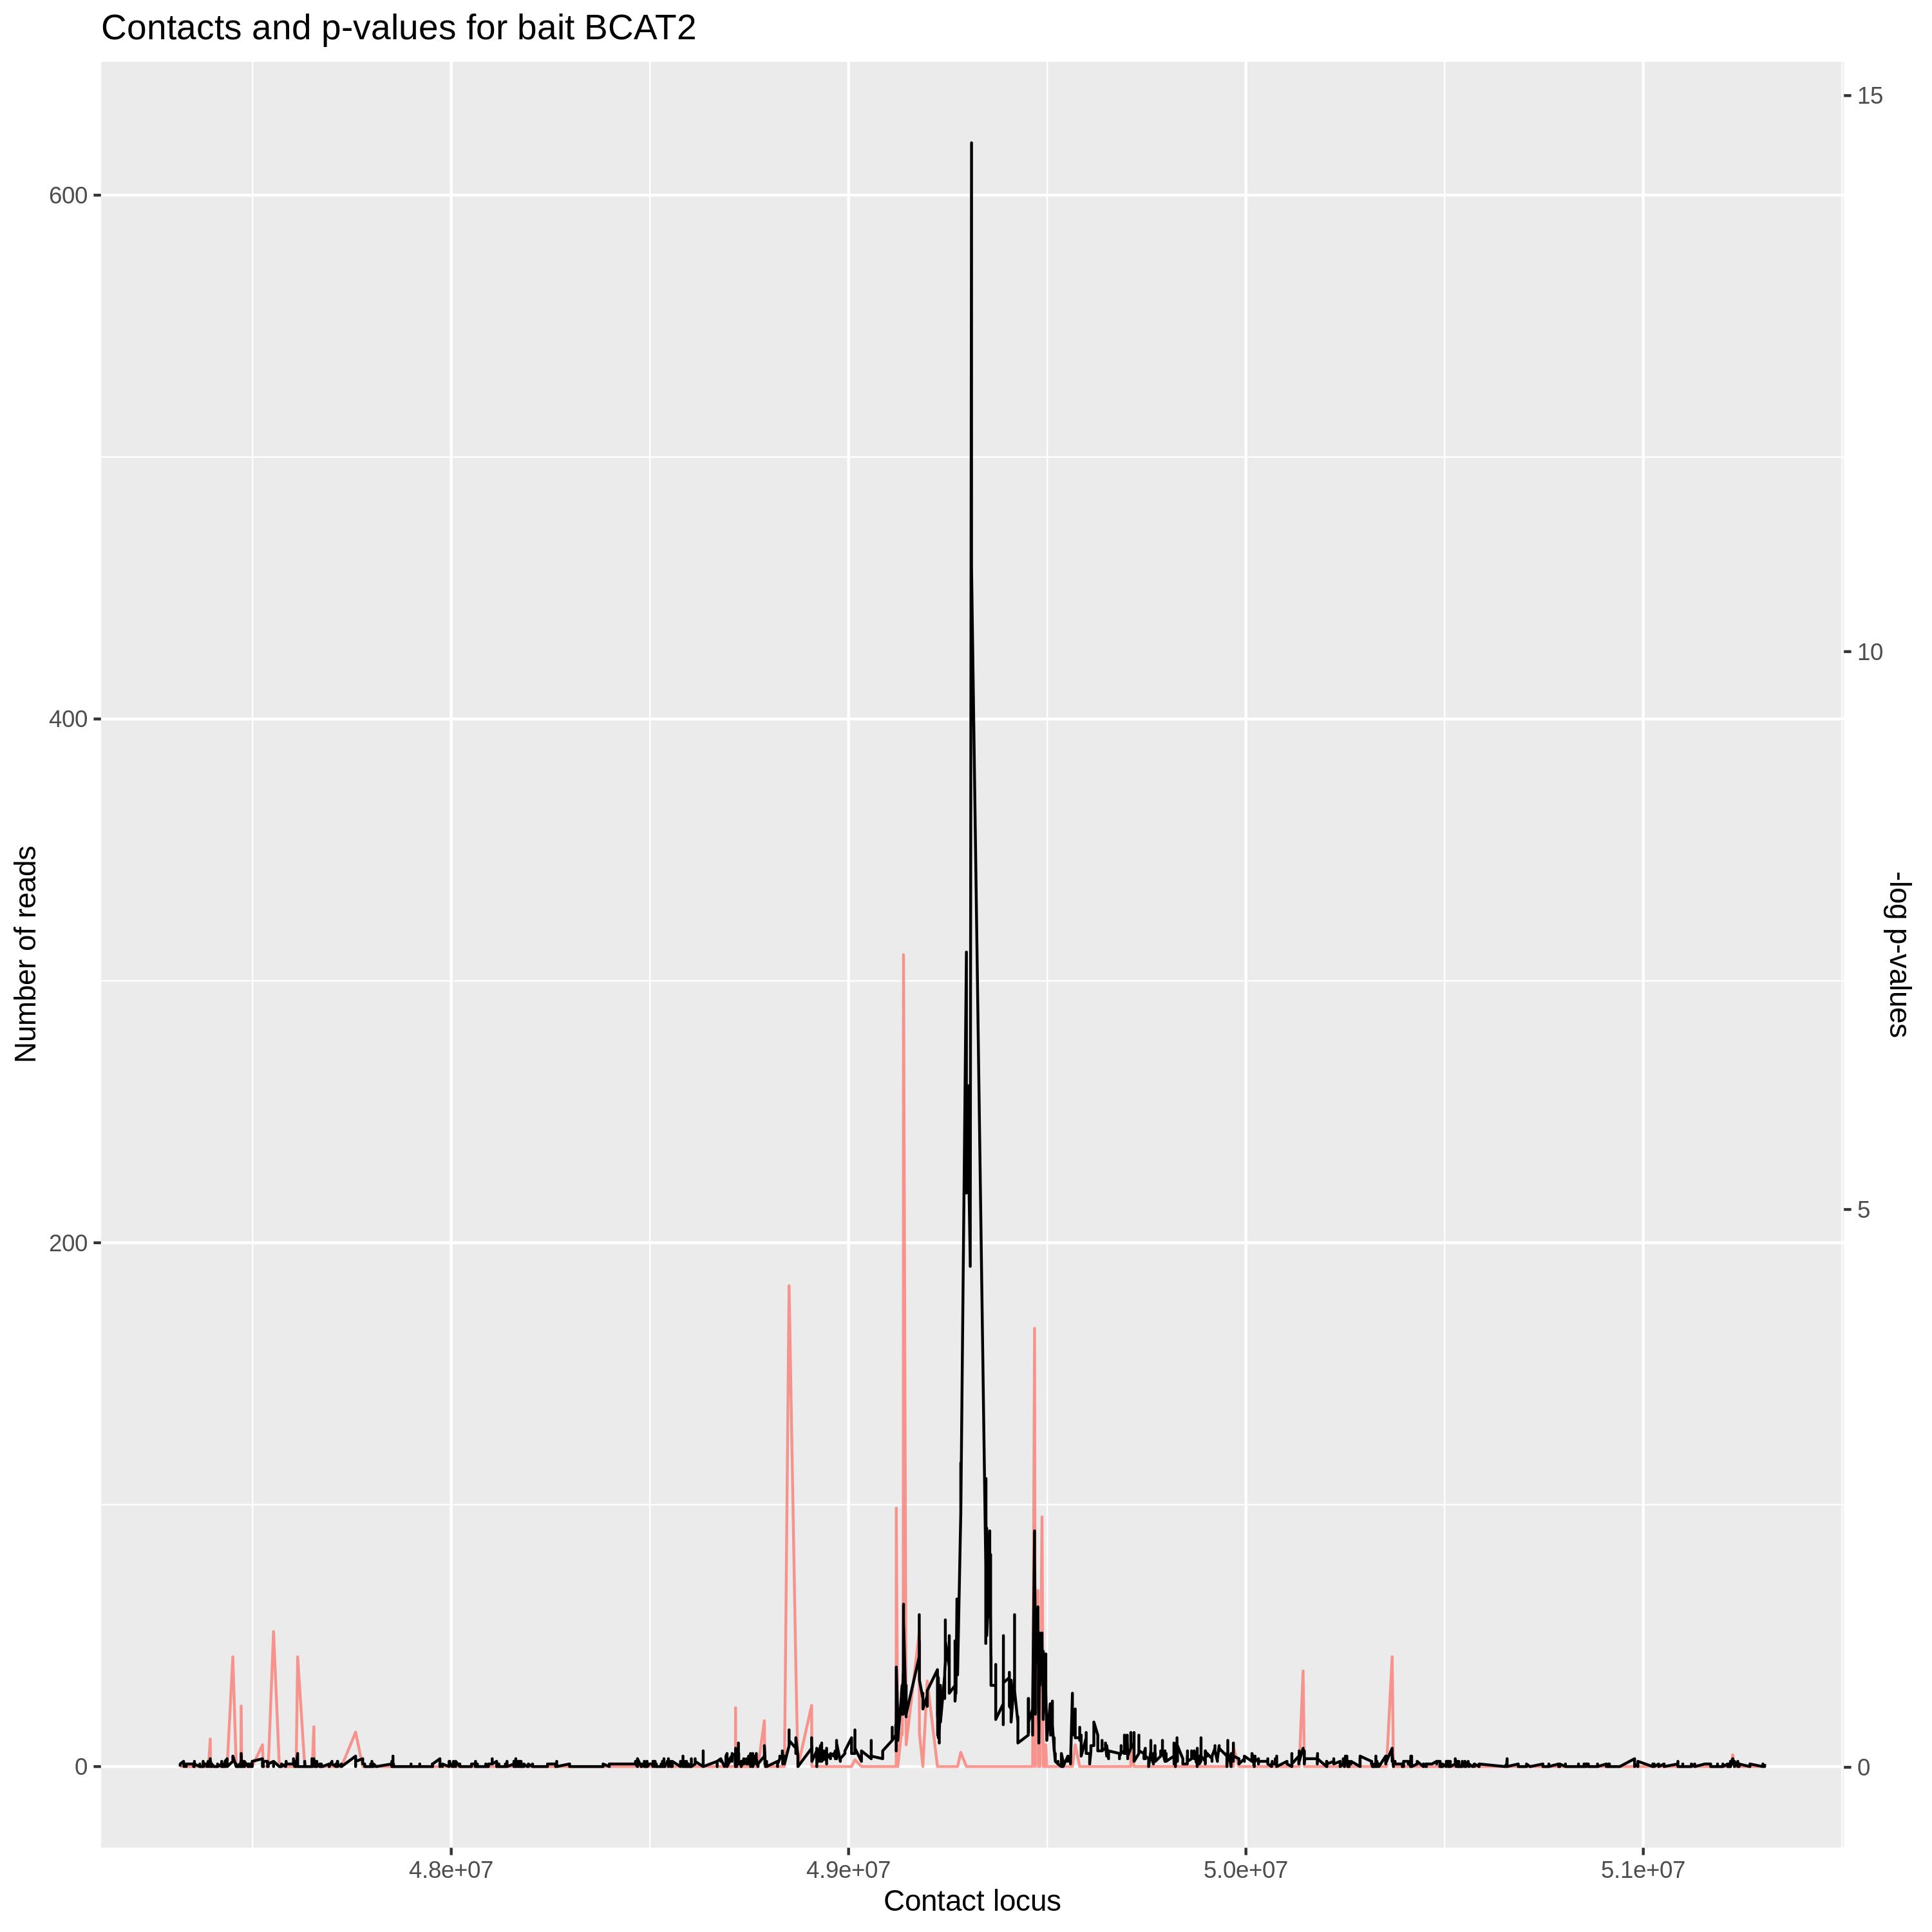 Contacts and p-values for bait BCAT2
15
600
10
400
Number of reads
-log p-values
5
200
0
0
4.8e+07
4.9e+07
5.0e+07
5.1e+07
Contact locus